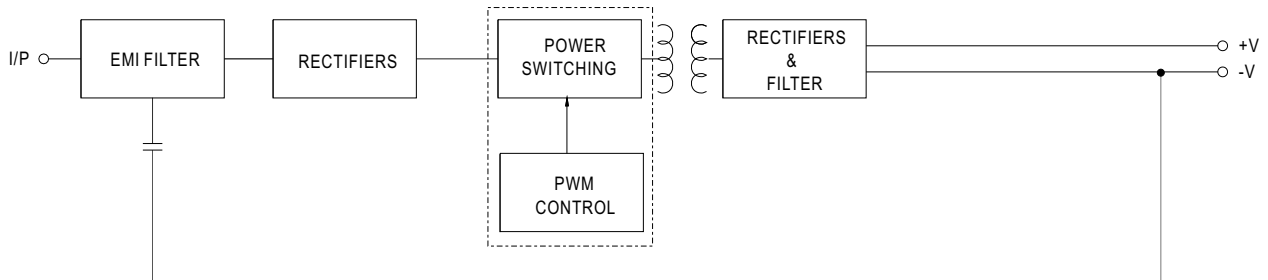 I/P
EMI FILTER
RECTIFIERS
POWER
SWITCHING
RECTIFIERS
&
FILTER
+V
-V
PWM
CONTROL